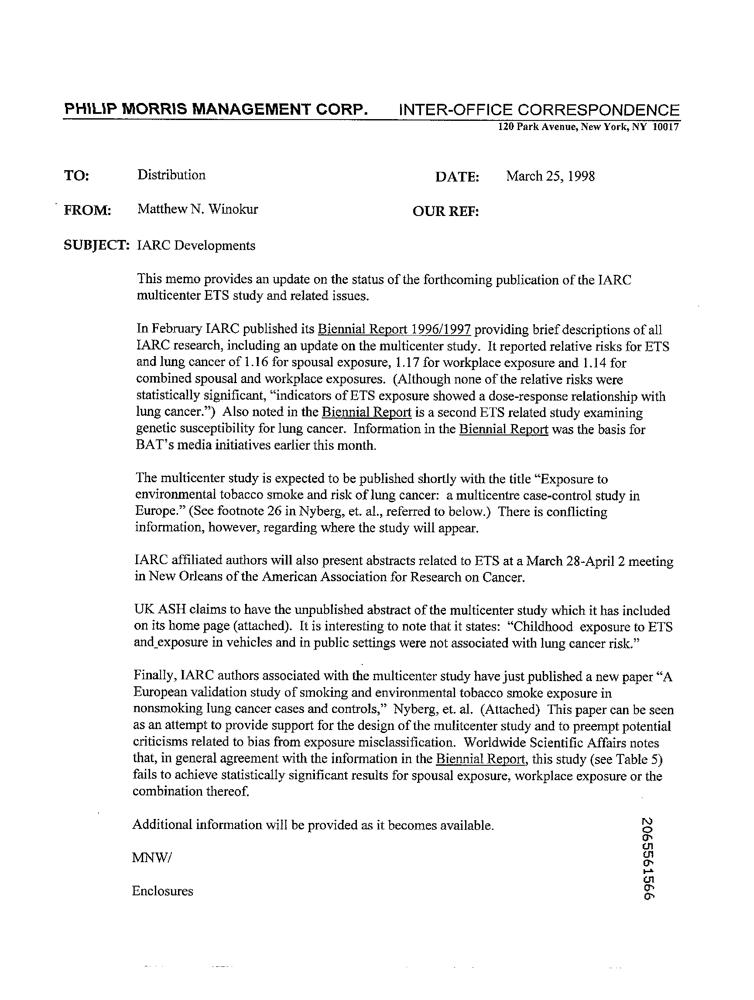 PHILIP MORRIS MANAGEMENT CORP. INTER-OFFICE CORRESPONDENCE
120 Park Avenue, New York, NY 10017
TO: Distribution DATE: March 25, 1998
FROM: Matthew N. Winokur OUR REF:
SUBJECT: IARC Developments
This memo provides an update on the status of the forthcoming publication of the IARC
multicenter ETS study and related issues.
In February IARC published its Biennial Report 1996/1997 providing brief descriptions of all
IARC research, including an update on the multicenter study. It reported relative risks for ETS
and lung cancer of 1.16 for spousal exposure, 1.17 for workplace exposure and 1.14 for
combined spousal and workplace exposures. (Although none of the relative risks were
statistically significant, “indicators of ETS exposure showed a dose-response relationship with
lung cancer.”) Also noted in the Biennial Report is a second ETS related study examining
genetic susceptibility for lung cancer. Information in the Biennial Report was the basis for
BAT’s media initiatives earlier this month.
The multicenter study is expected to be published shortly with the title “Exposure to
environmental tobacco smoke and risk of lung cancer: a multicentre case-control study in
Europe.” (See footnote 26 in Nyberg, et. al., referred to below.) There is conflicting
information, however, regarding where the study will appear.
IARC affiliated authors will also present abstracts related to ETS at a March 28-April 2 meeting
in New Orleans of the American Association for Research on Cancer.
UK ASH claims to have the unpublished abstract of the multicenter study which it has included
on its home page (attached). It is interesting to note that it states: “Childhood exposure to ETS
and exposure in vehicles and in public settings were not associated with lung cancer risk.”
Finally, IARC authors associated with the multicenter study have just published a new paper “A
European validation study of smoking and environmental tobacco smoke exposure in
nonsmoking lung cancer cases and controls,” Nyberg, et. al. (Attached) This paper can be seen
as an attempt to provide support for the design of the mulitcenter study and to preempt potential
criticisms related to bias from exposure misclassification. Worldwide Scientific Affairs notes
that, in general agreement with the information in the Biennial Report, this study (see Table 5)
fails to achieve statistically significant results for spousal exposure, workplace exposure or the
combination thereof.
Additional information will be provided as it becomes available.
MNW/
Enclosures
2065561566